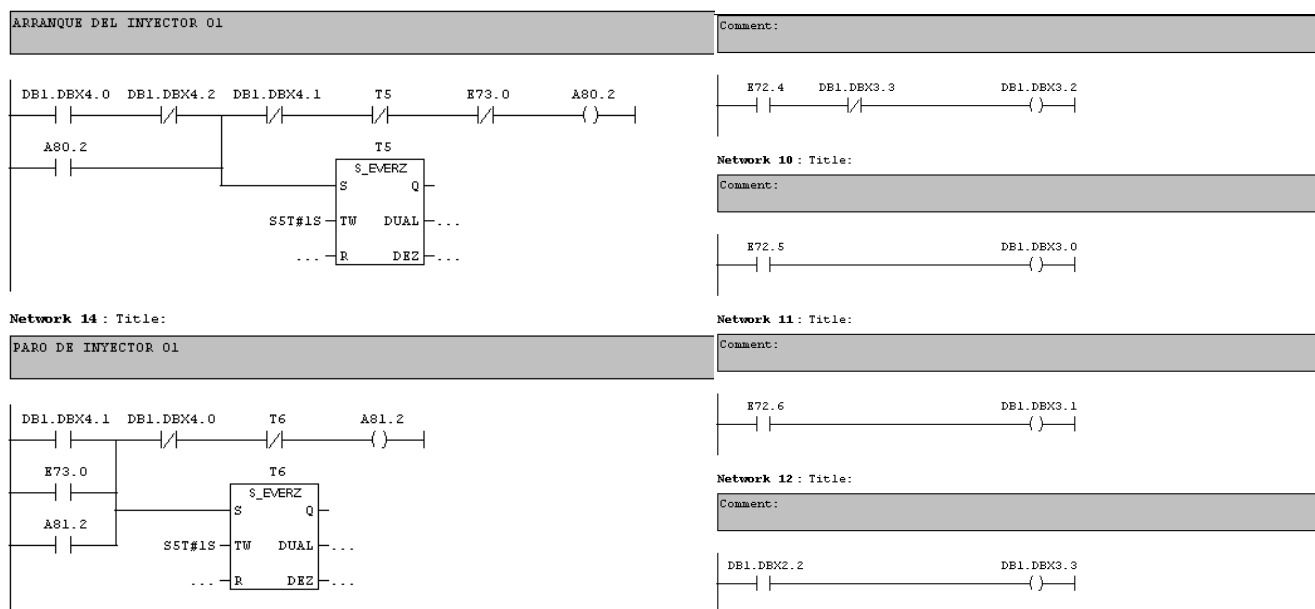 ARRANQUE DEL INYECTOR 01
DB1.DBX4.0 DB1.DBX4.2 DB1.DBX4.1 T5 E73.0 A80.2
A80.2
T5
S_EVERZ
S Q
S5T#1S TW DUAL ...
... R DEZ ...
Network 14 : Title:
PARO DE INYECTOR 01
DB1.DBX4.1 DB1.DBX4.0 T6 A81.2
E73.0
T6
S_EVERZ
S Q
A81.2
S5T#1S TW DUAL ...
... R DEZ ...
Comment:
E72.4 DB1.DBX3.3 DB1.DBX3.2
Network 10 : Title:
Comment:
E72.5 DB1.DBX3.0
Network 11 : Title:
Comment:
E72.6 DB1.DBX3.1
Network 12 : Title:
Comment:
DB1.DBX2.2 DB1.DBX3.3